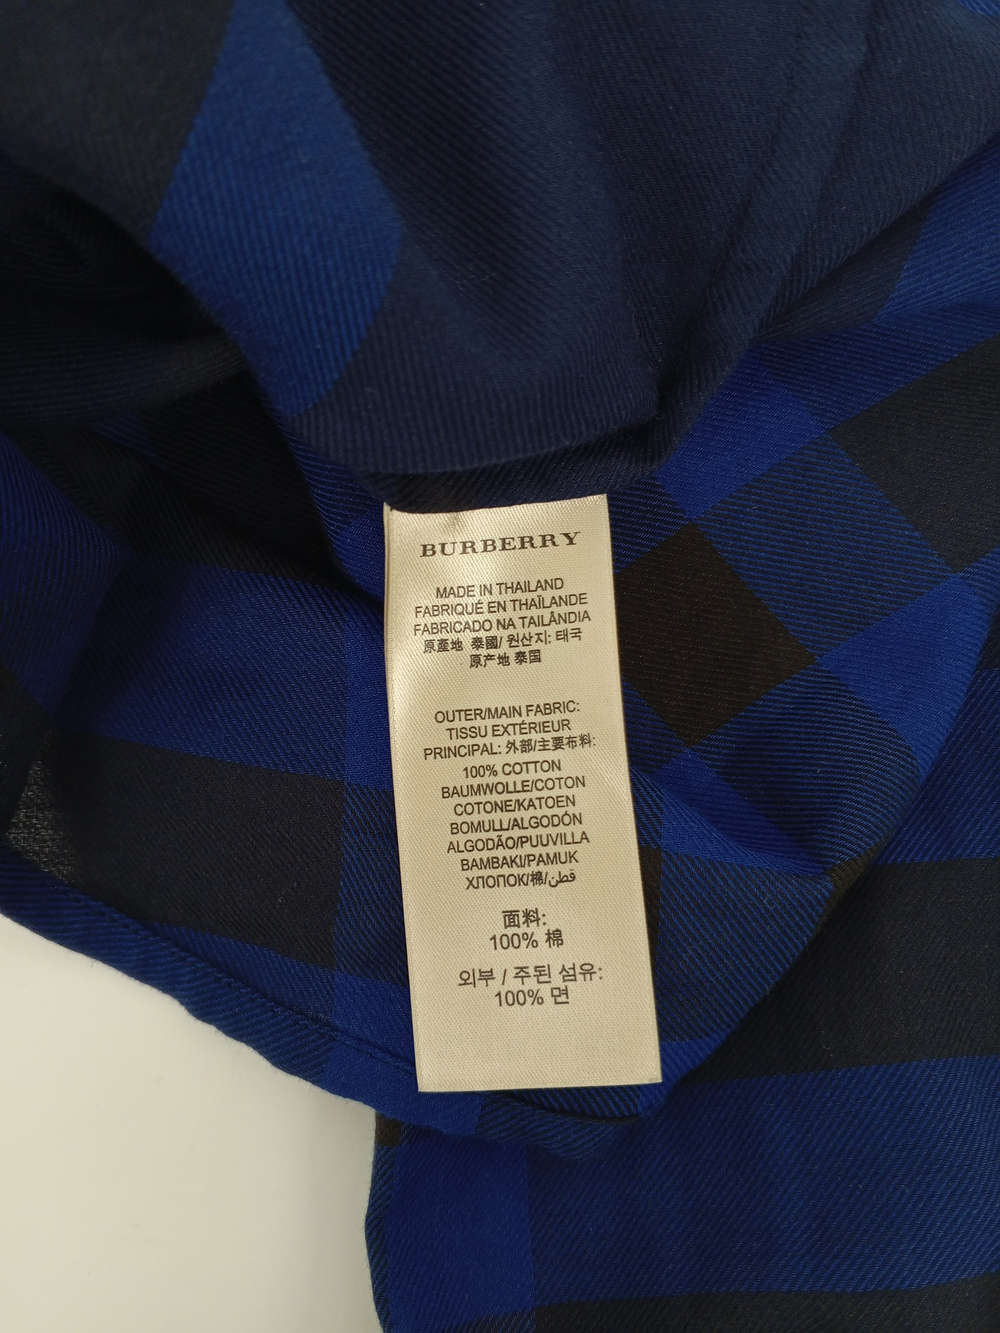 BURBERRY
MADE IN THAILAND
FABRIQUÉ EN THAÏLANDE
FABRICADO NA TAILÂNDIA
原產地 泰國/ 원산지: 태국
原产地 泰国
OUTER/MAIN FABRIC:
TISSU EXTÉRIEUR
PRINCIPAL: 外部/主要布料:
100% COTTON
BAUMWOLLE/COTON
COTONE/KATOEN
BOMULL/ALGODÓN
ALGODÃO/PUUVILLA
BAMBAKI/PAMUK
ХЛОПОК/棉/قطن
面料:
100% 棉
외부 / 주된 섬유:
100% 면